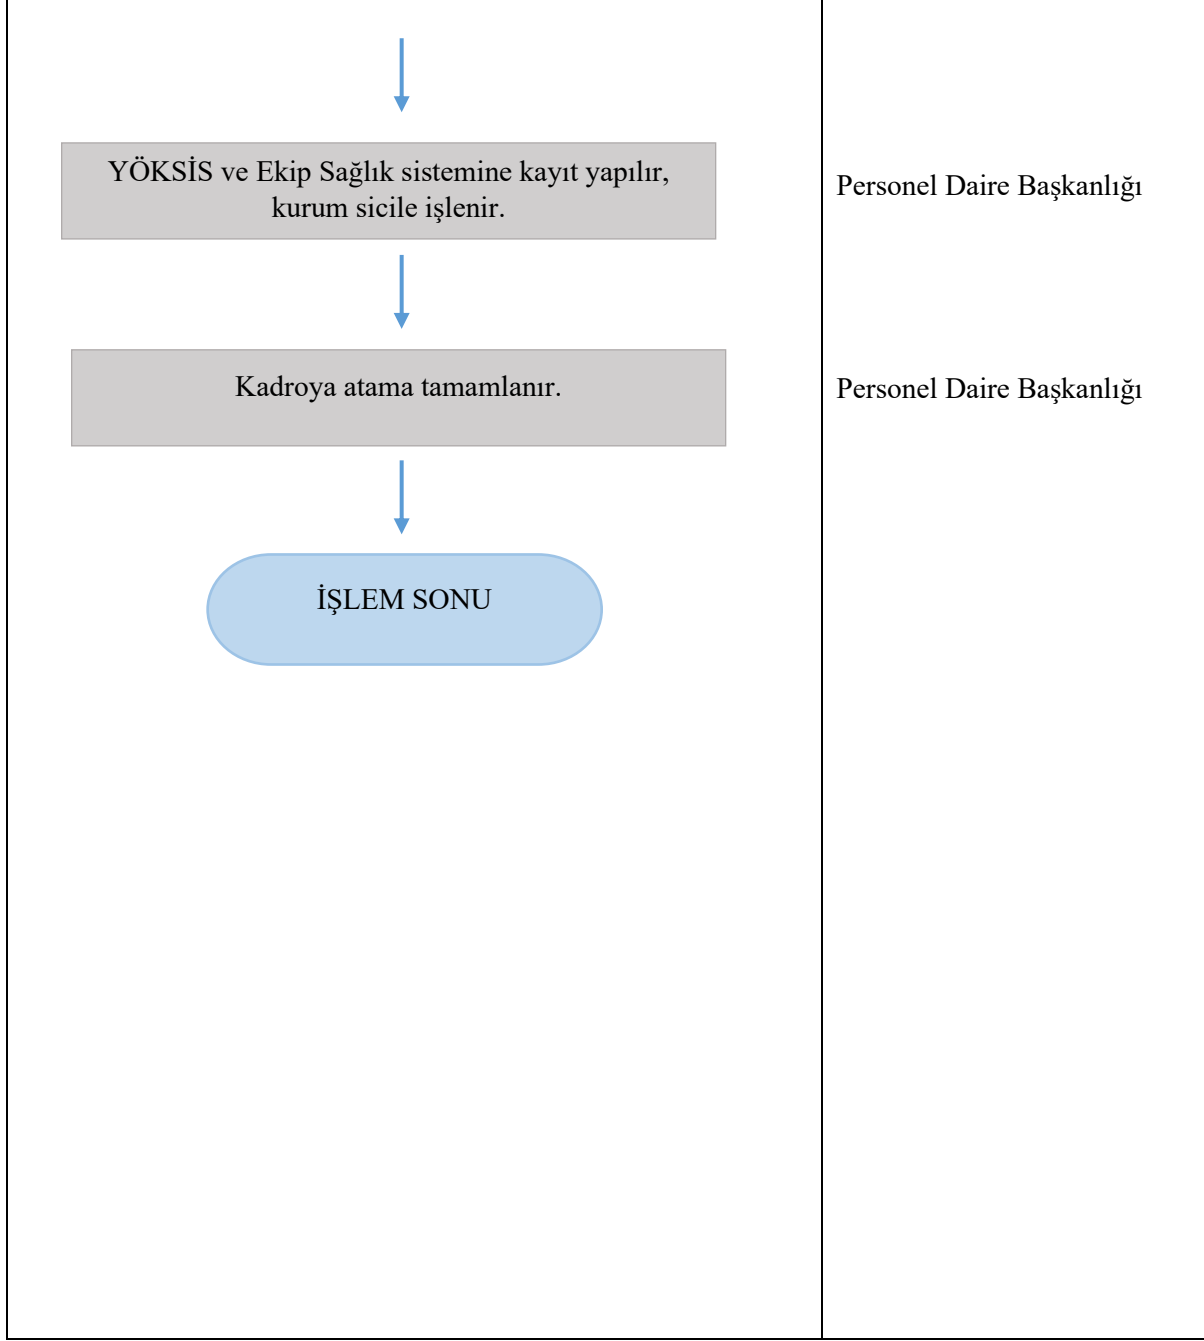 YÖKSİS ve Ekip Sağlık sistemine kayıt yapılır,
kurum sicile işlenir.
Personel Daire Başkanlığı
Kadroya atama tamamlanır.
Personel Daire Başkanlığı
İŞLEM SONU